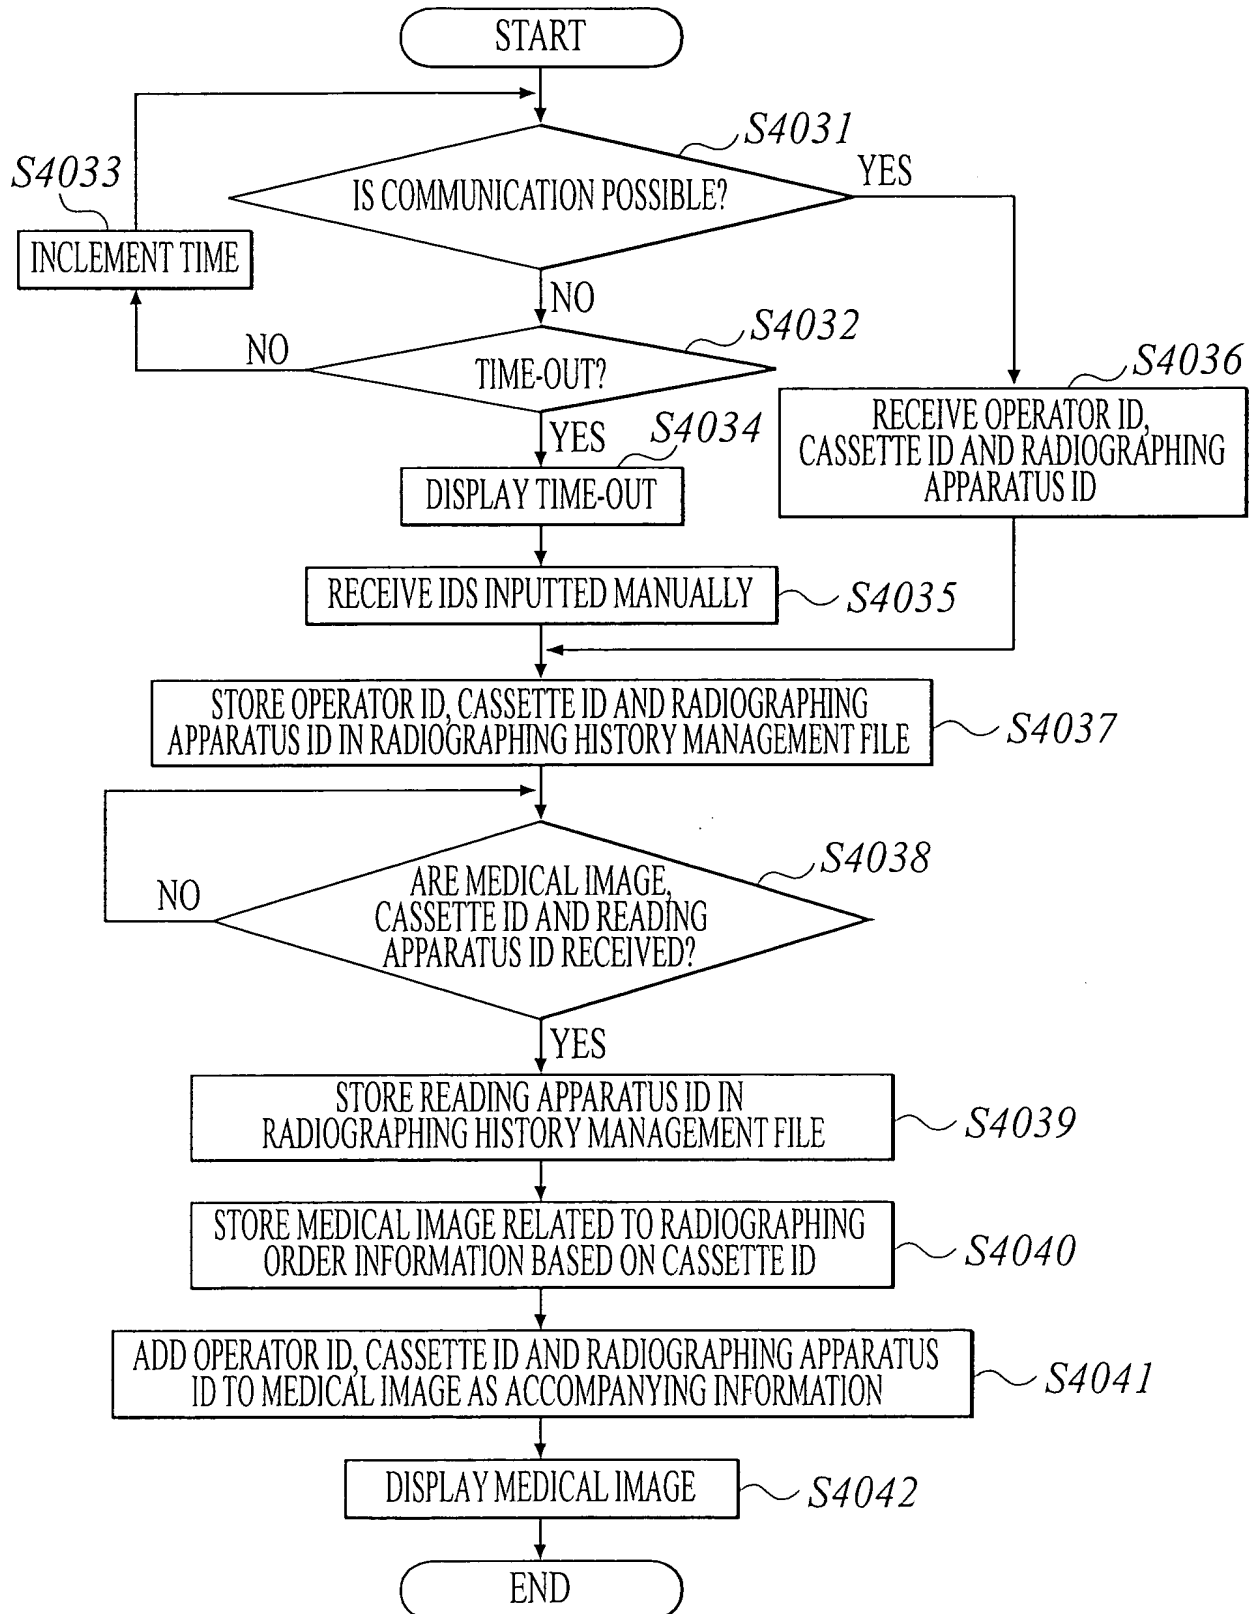 START
S4031
IS COMMUNICATION POSSIBLE?
YES
S4033
INCLEMENT TIME
NO
S4032
TIME-OUT?
NO
YES
S4034
DISPLAY TIME-OUT
S4036
RECEIVE OPERATOR ID,
CASSETTE ID AND RADIOGRAPHING
APPARATUS ID
RECEIVE IDS INPUTTED MANUALLY
S4035
STORE OPERATOR ID, CASSETTE ID AND RADIOGRAPHING
APPARATUS ID IN RADIOGRAPHING HISTORY MANAGEMENT FILE
S4037
S4038
ARE MEDICAL IMAGE,
CASSETTE ID AND READING
APPARATUS ID RECEIVED?
NO
YES
STORE READING APPARATUS ID IN
RADIOGRAPHING HISTORY MANAGEMENT FILE
S4039
STORE MEDICAL IMAGE RELATED TO RADIOGRAPHING
ORDER INFORMATION BASED ON CASSETTE ID
S4040
ADD OPERATOR ID, CASSETTE ID AND RADIOGRAPHING APPARATUS
ID TO MEDICAL IMAGE AS ACCOMPANYING INFORMATION
S4041
DISPLAY MEDICAL IMAGE
S4042
END